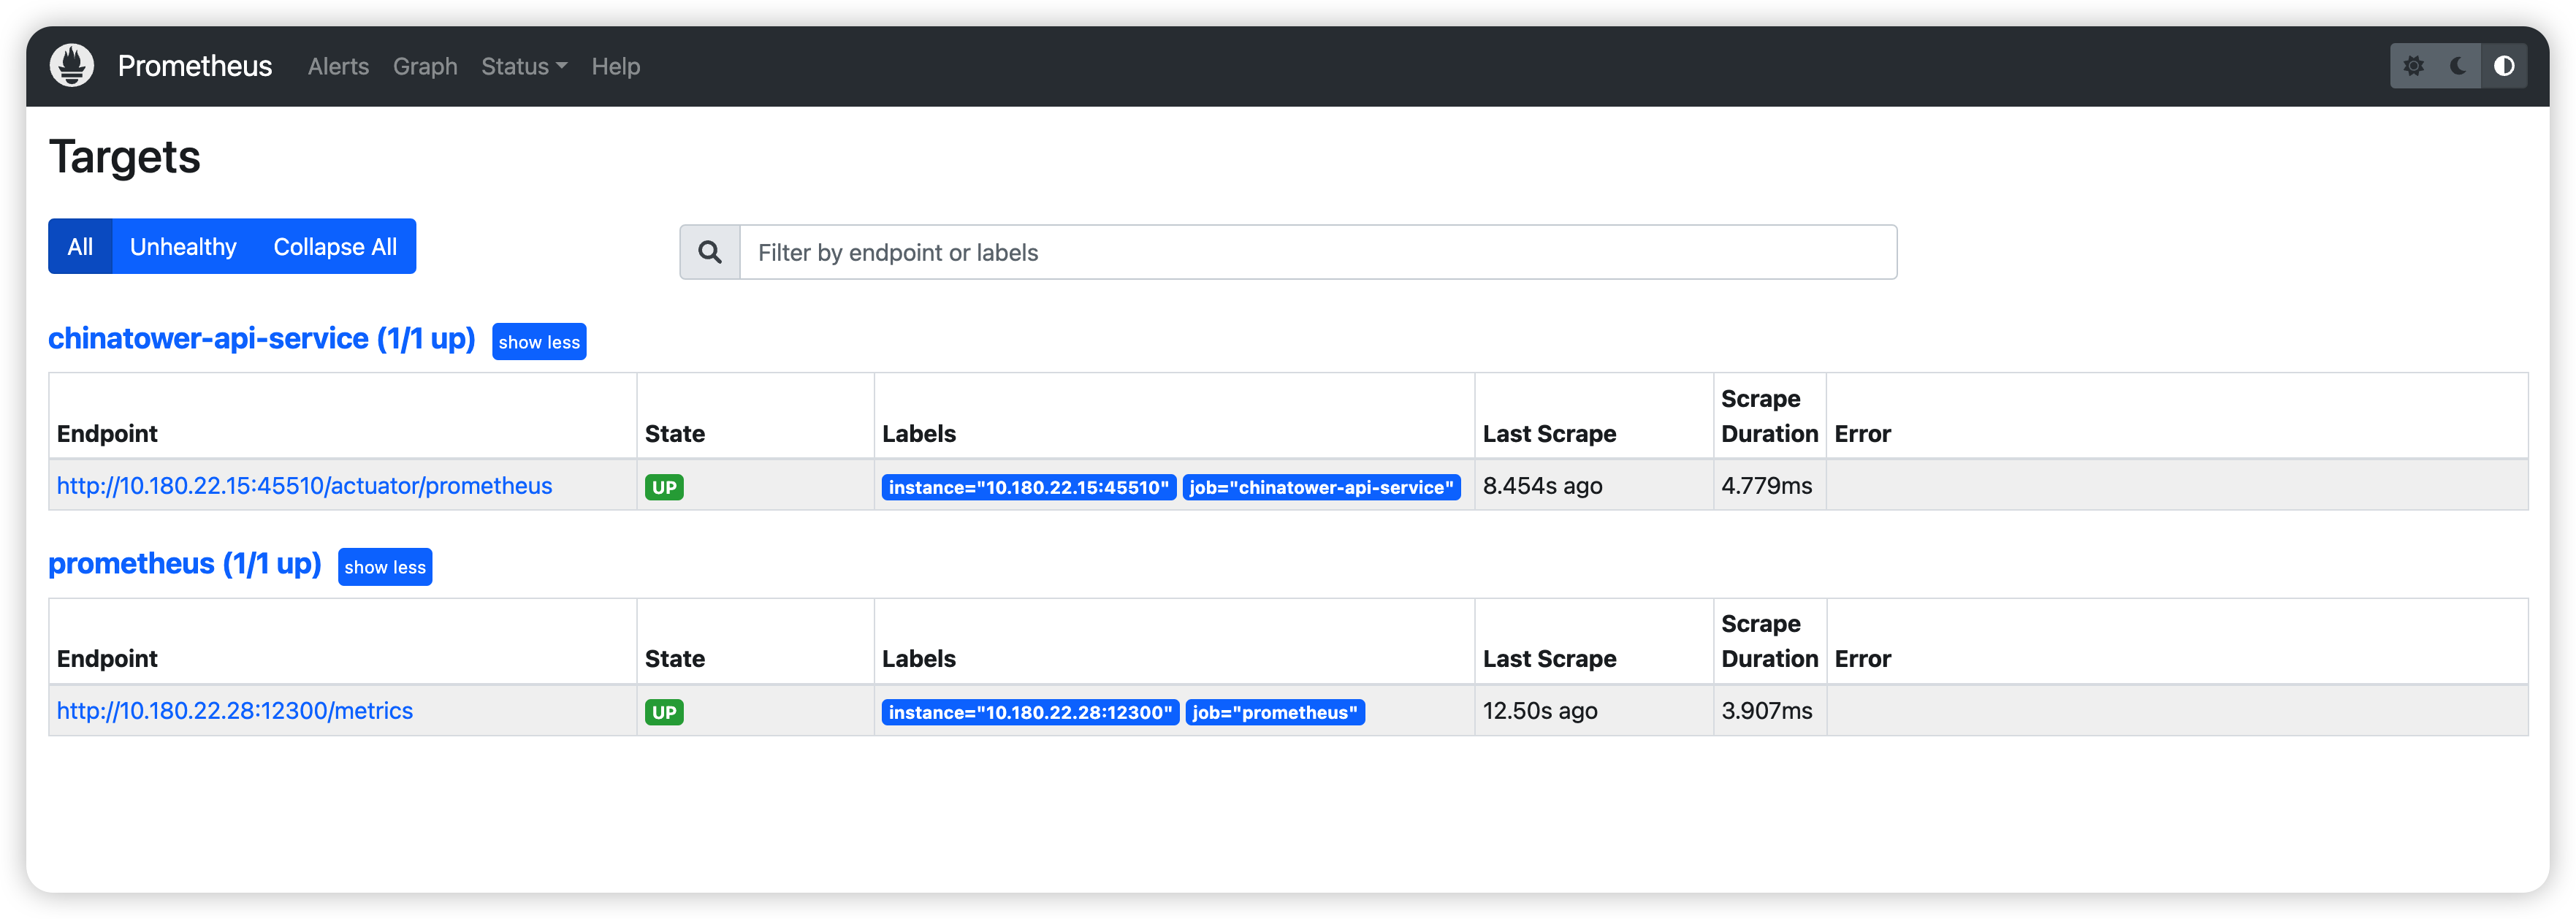 Prometheus Alerts Graph Status Help
Targets
All Unhealthy Collapse All
Filter by endpoint or labels
chinatower-api-service (1/1 up) show less
Endpoint State Labels Last Scrape Scrape Duration Error
http://10.180.22.15:45510/actuator/prometheus UP instance="10.180.22.15:45510" job="chinatower-api-service" 8.454s ago 4.779ms
prometheus (1/1 up) show less
Endpoint State Labels Last Scrape Scrape Duration Error
http://10.180.22.28:12300/metrics UP instance="10.180.22.28:12300" job="prometheus" 12.50s ago 3.907ms